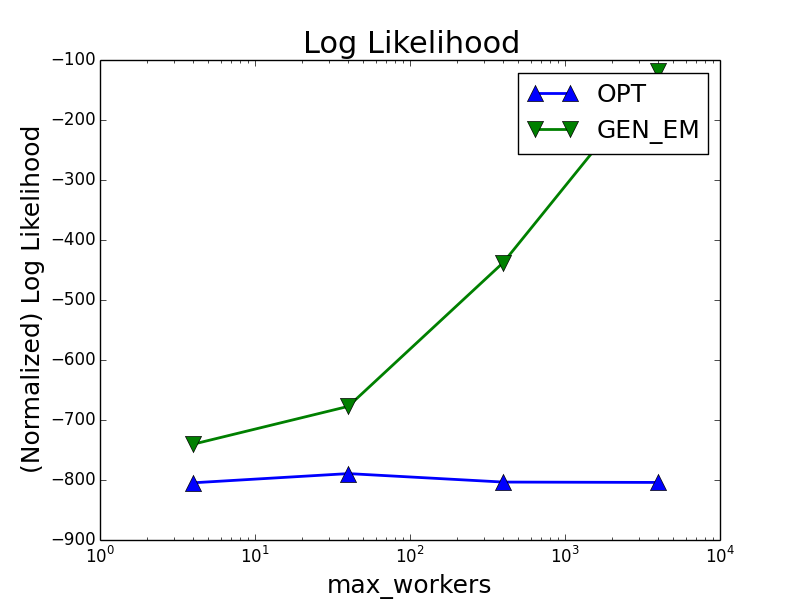 Log Likelihood
OPT
GEN_EM
(Normalized) Log Likelihood
−100
−200
−300
−400
−500
−600
−700
−800
−900
10⁰ 10¹ 10² 10³ 10⁴
max_workers